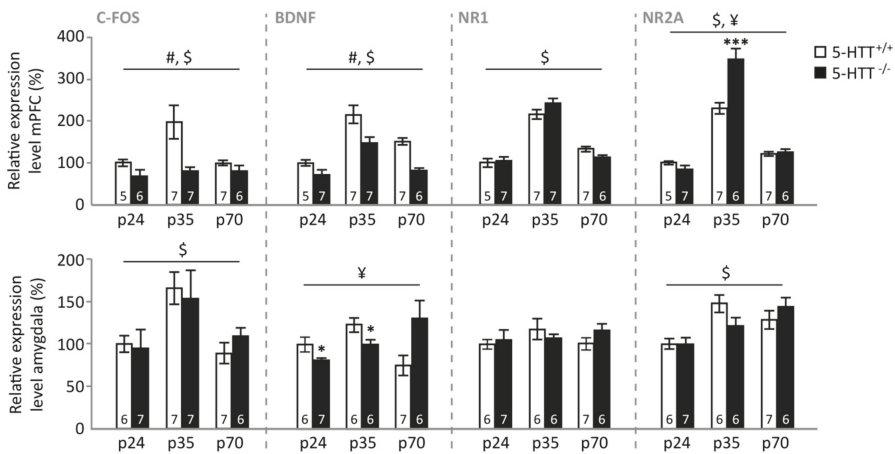 C-FOS BDNF NR1 NR2A
Relative expression
level mPFC (%)
400
300
200
100
0
#, $ #, $ $ $, ¥
***
5-HTT+/+
5-HTT -/-
5 6 7 7 7 6 5 6 7 7 7 6 5 6 7 7 7 6 5 6 7 6 7 6
p24 p35 p70 p24 p35 p70 p24 p35 p70 p24 p35 p70
Relative expression
level amygdala (%)
200
150
100
50
0
$ ¥ $
* *
6 7 7 7 7 6 6 7 6 6 7 6 6 7 6 6 7 6 6 7 6 6 7 6
p24 p35 p70 p24 p35 p70 p24 p35 p70 p24 p35 p70